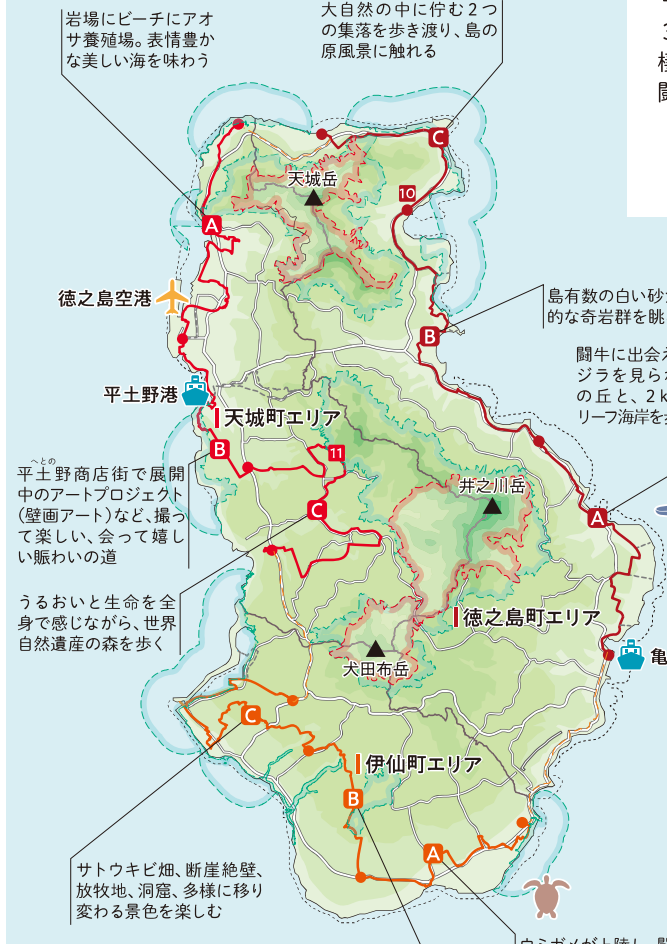 岩場にビーチにアオ
サ養殖場。表情豊か
な美しい海を味わう
大自然の中に佇む2つ
の集落を歩き渡り、島の
原風景に触れる
C
天城岳
10
A
徳之島空港
島有数の白い砂
的な奇岩群を眺
B
闘牛に出会え
ジラを見ら
の丘と、2k
リーフ海岸を
平土野港
天城町エリア
B
11
へとの
平土野商店街で展開
中のアートプロジェクト
(壁画アート)など、撮っ
て楽しい、会って嬉し
い賑わいの道
井之川岳
C
A
うるおいと生命を全
身で感じながら、世界
自然遺産の森を歩く
徳之島町エリア
犬田布岳
亀
C
伊仙町エリア
B
A
サトウキビ畑、断崖絶壁、
放牧地、洞窟、多様に移り
変わる景色を楽しむ